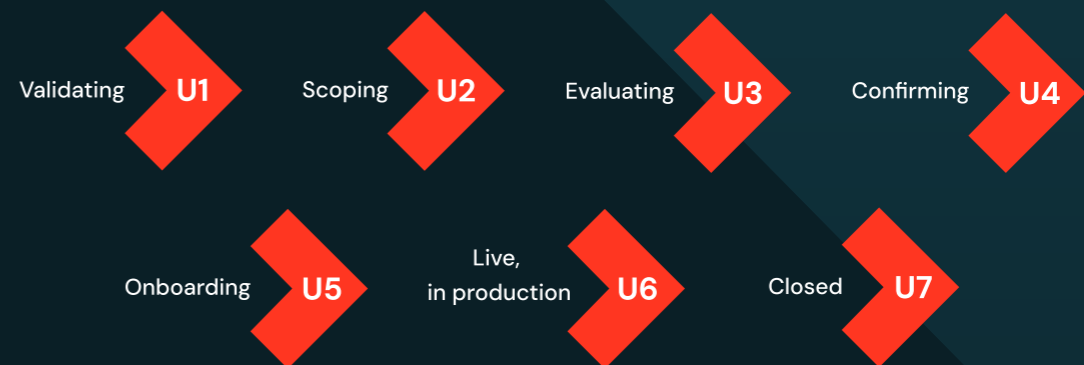 Validating
U1
Scoping
U2
Evaluating
U3
Confirming
U4
Onboarding
U5
Live,
in production
U6
Closed
U7